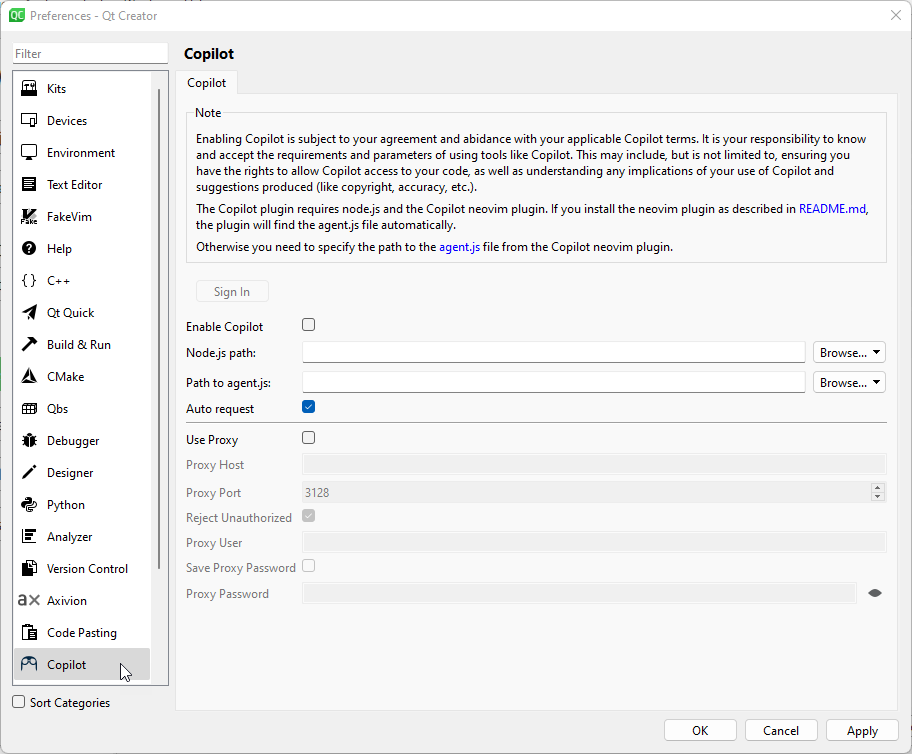 Preferences - Qt Creator
Filter
Kits
Devices
Environment
Text Editor
FakeVim
Help
C++
Qt Quick
Build & Run
CMake
Qbs
Debugger
Designer
Python
Analyzer
Version Control
Axivion
Code Pasting
Copilot
Sort Categories
Copilot
Copilot
Note
Enabling Copilot is subject to your agreement and abidance with your applicable Copilot terms. It is your responsibility to know
and accept the requirements and parameters of using tools like Copilot. This may include, but is not limited to, ensuring you
have the rights to allow Copilot access to your code, as well as understanding any implications of your use of Copilot and
suggestions produced (like copyright, accuracy, etc.).
The Copilot plugin requires node.js and the Copilot neovim plugin. If you install the neovim plugin as described in README.md,
the plugin will find the agent.js file automatically.
Otherwise you need to specify the path to the agent.js file from the Copilot neovim plugin.
Sign In
Enable Copilot
Node.js path:
Browse...
Path to agent.js:
Browse...
Auto request
Use Proxy
Proxy Host
Proxy Port
3128
Reject Unauthorized
Proxy User
Save Proxy Password
Proxy Password
OK
Cancel
Apply